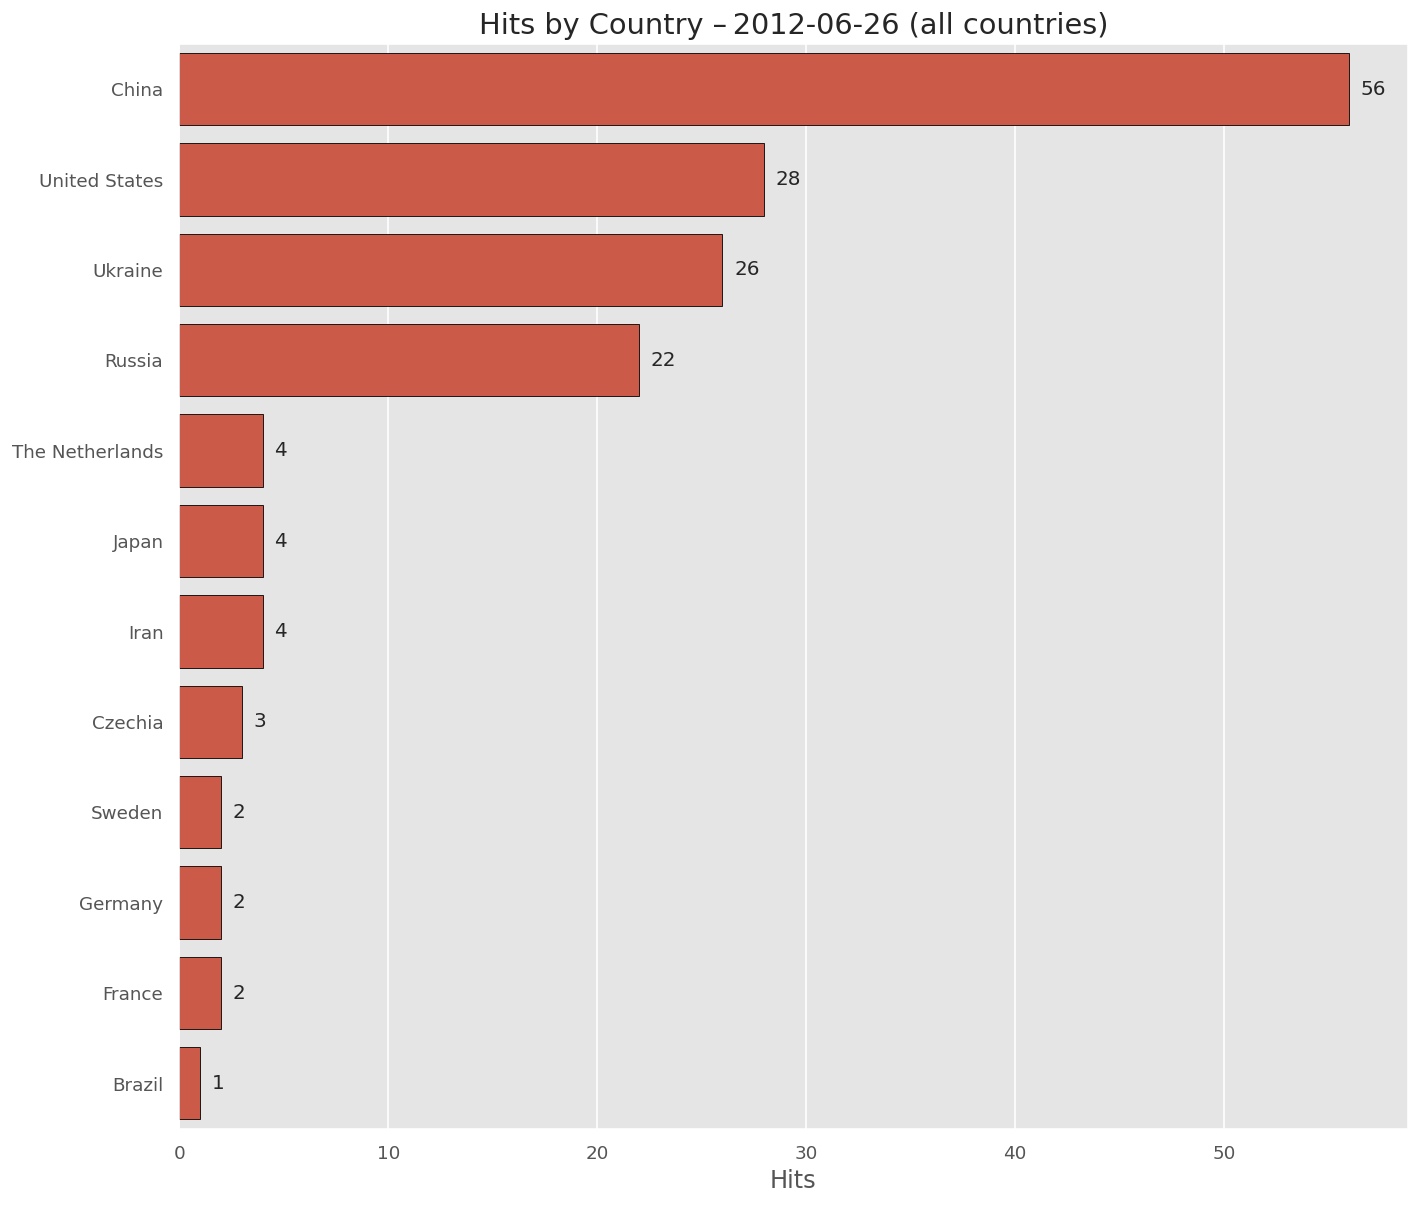 Hits by Country – 2012-06-26 (all countries)
China 56
United States 28
Ukraine 26
Russia 22
The Netherlands 4
Japan 4
Iran 4
Czechia 3
Sweden 2
Germany 2
France 2
Brazil 1
0 10 20 30 40 50
Hits